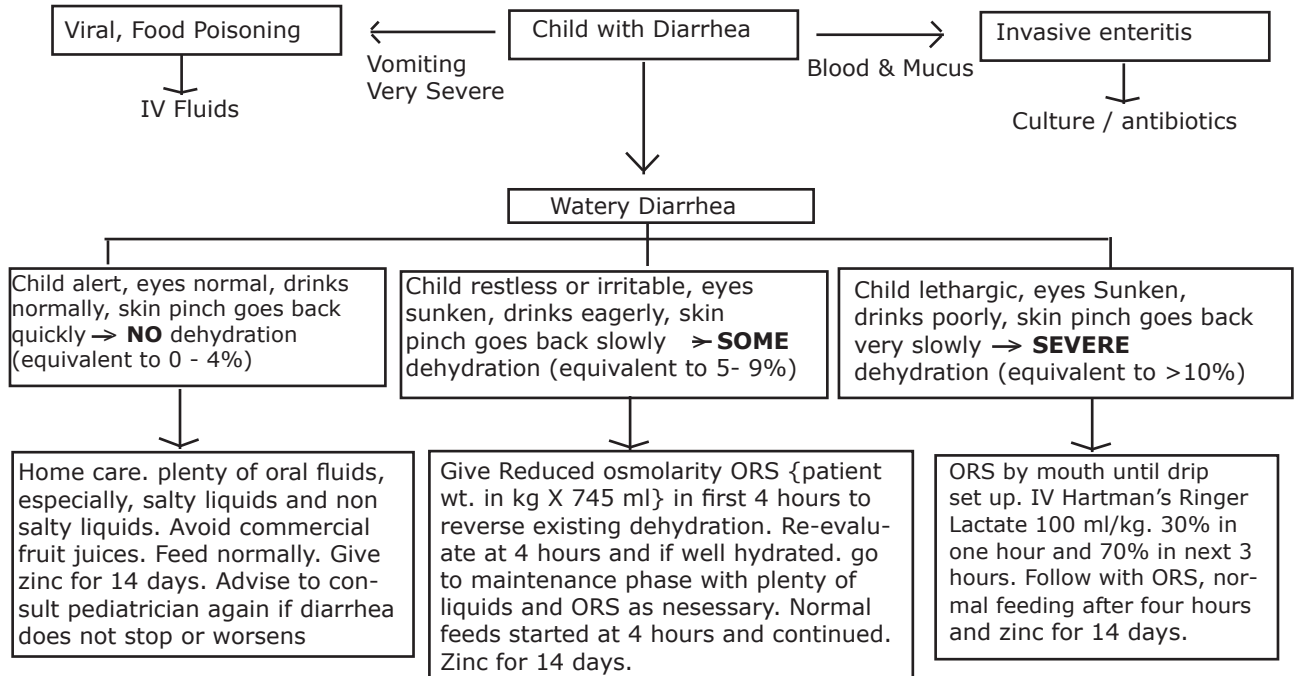 Viral, Food Poisoning
Child with Diarrhea
Invasive enteritis
Vomiting
Very Severe
Blood & Mucus
IV Fluids
Culture / antibiotics
Watery Diarrhea
Child alert, eyes normal, drinks
normally, skin pinch goes back
quickly → NO dehydration
(equivalent to 0 - 4%)
Child restless or irritable, eyes
sunken, drinks eagerly, skin
pinch goes back slowly ➢ SOME
dehydration (equivalent to 5- 9%)
Child lethargic, eyes Sunken,
drinks poorly, skin pinch goes back
very slowly → SEVERE
dehydration (equivalent to >10%)
Home care. plenty of oral fluids,
especially, salty liquids and non
salty liquids. Avoid commercial
fruit juices. Feed normally. Give
zinc for 14 days. Advise to con-
sult pediatrician again if diarrhea
does not stop or worsens
Give Reduced osmolarity ORS {patient
wt. in kg X 745 ml} in first 4 hours to
reverse existing dehydration. Re-evalu-
ate at 4 hours and if well hydrated. go
to maintenance phase with plenty of
liquids and ORS as nesessary. Normal
feeds started at 4 hours and continued.
Zinc for 14 days.
ORS by mouth until drip
set up. IV Hartman's Ringer
Lactate 100 ml/kg. 30% in
one hour and 70% in next 3
hours. Follow with ORS, nor-
mal feeding after four hours
and zinc for 14 days.